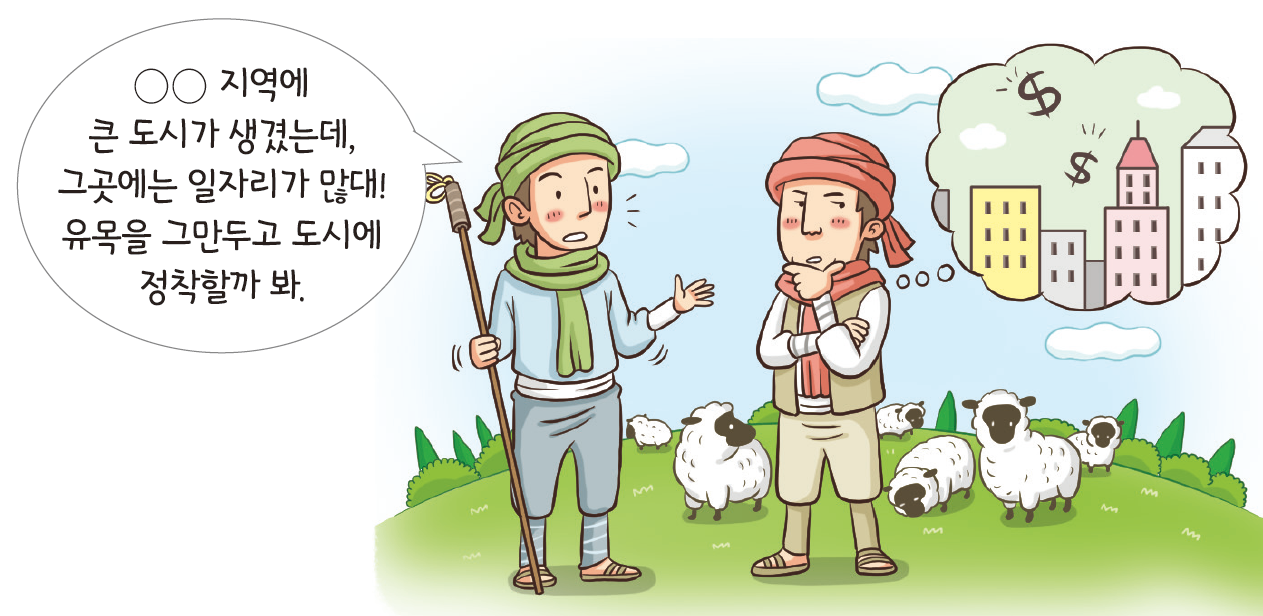 ○○ 지역에
큰 도시가 생겼는데,
그곳에는 일자리가 많대!
유목을 그만두고 도시에
정착할까 봐.
$
$